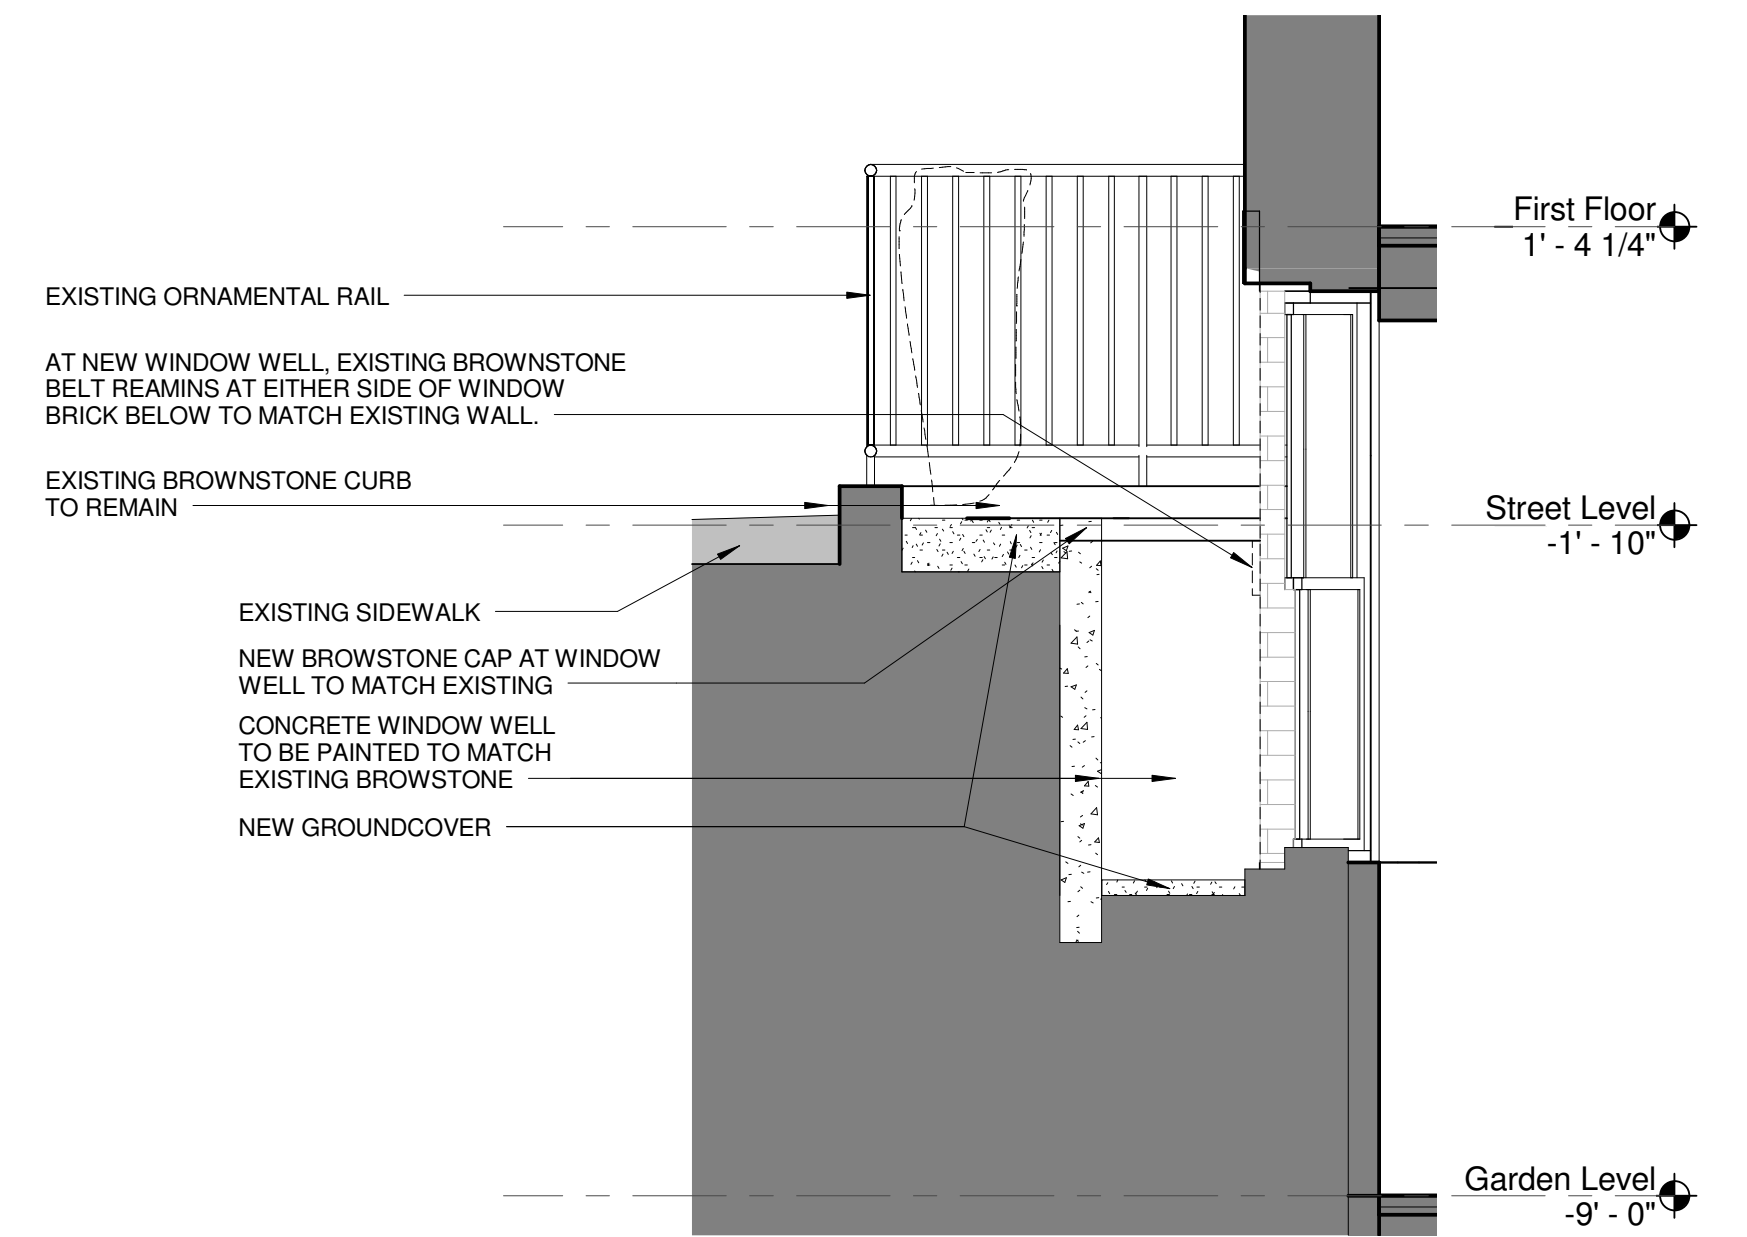 First Floor
1' - 4 1/4"
EXISTING ORNAMENTAL RAIL
AT NEW WINDOW WELL, EXISTING BROWNSTONE
BELT REAMINS AT EITHER SIDE OF WINDOW
BRICK BELOW TO MATCH EXISTING WALL.
EXISTING BROWNSTONE CURB
TO REMAIN
Street Level
-1' - 10"
EXISTING SIDEWALK
NEW BROWSTONE CAP AT WINDOW
WELL TO MATCH EXISTING
CONCRETE WINDOW WELL
TO BE PAINTED TO MATCH
EXISTING BROWSTONE
NEW GROUNDCOVER
Garden Level
-9' - 0"